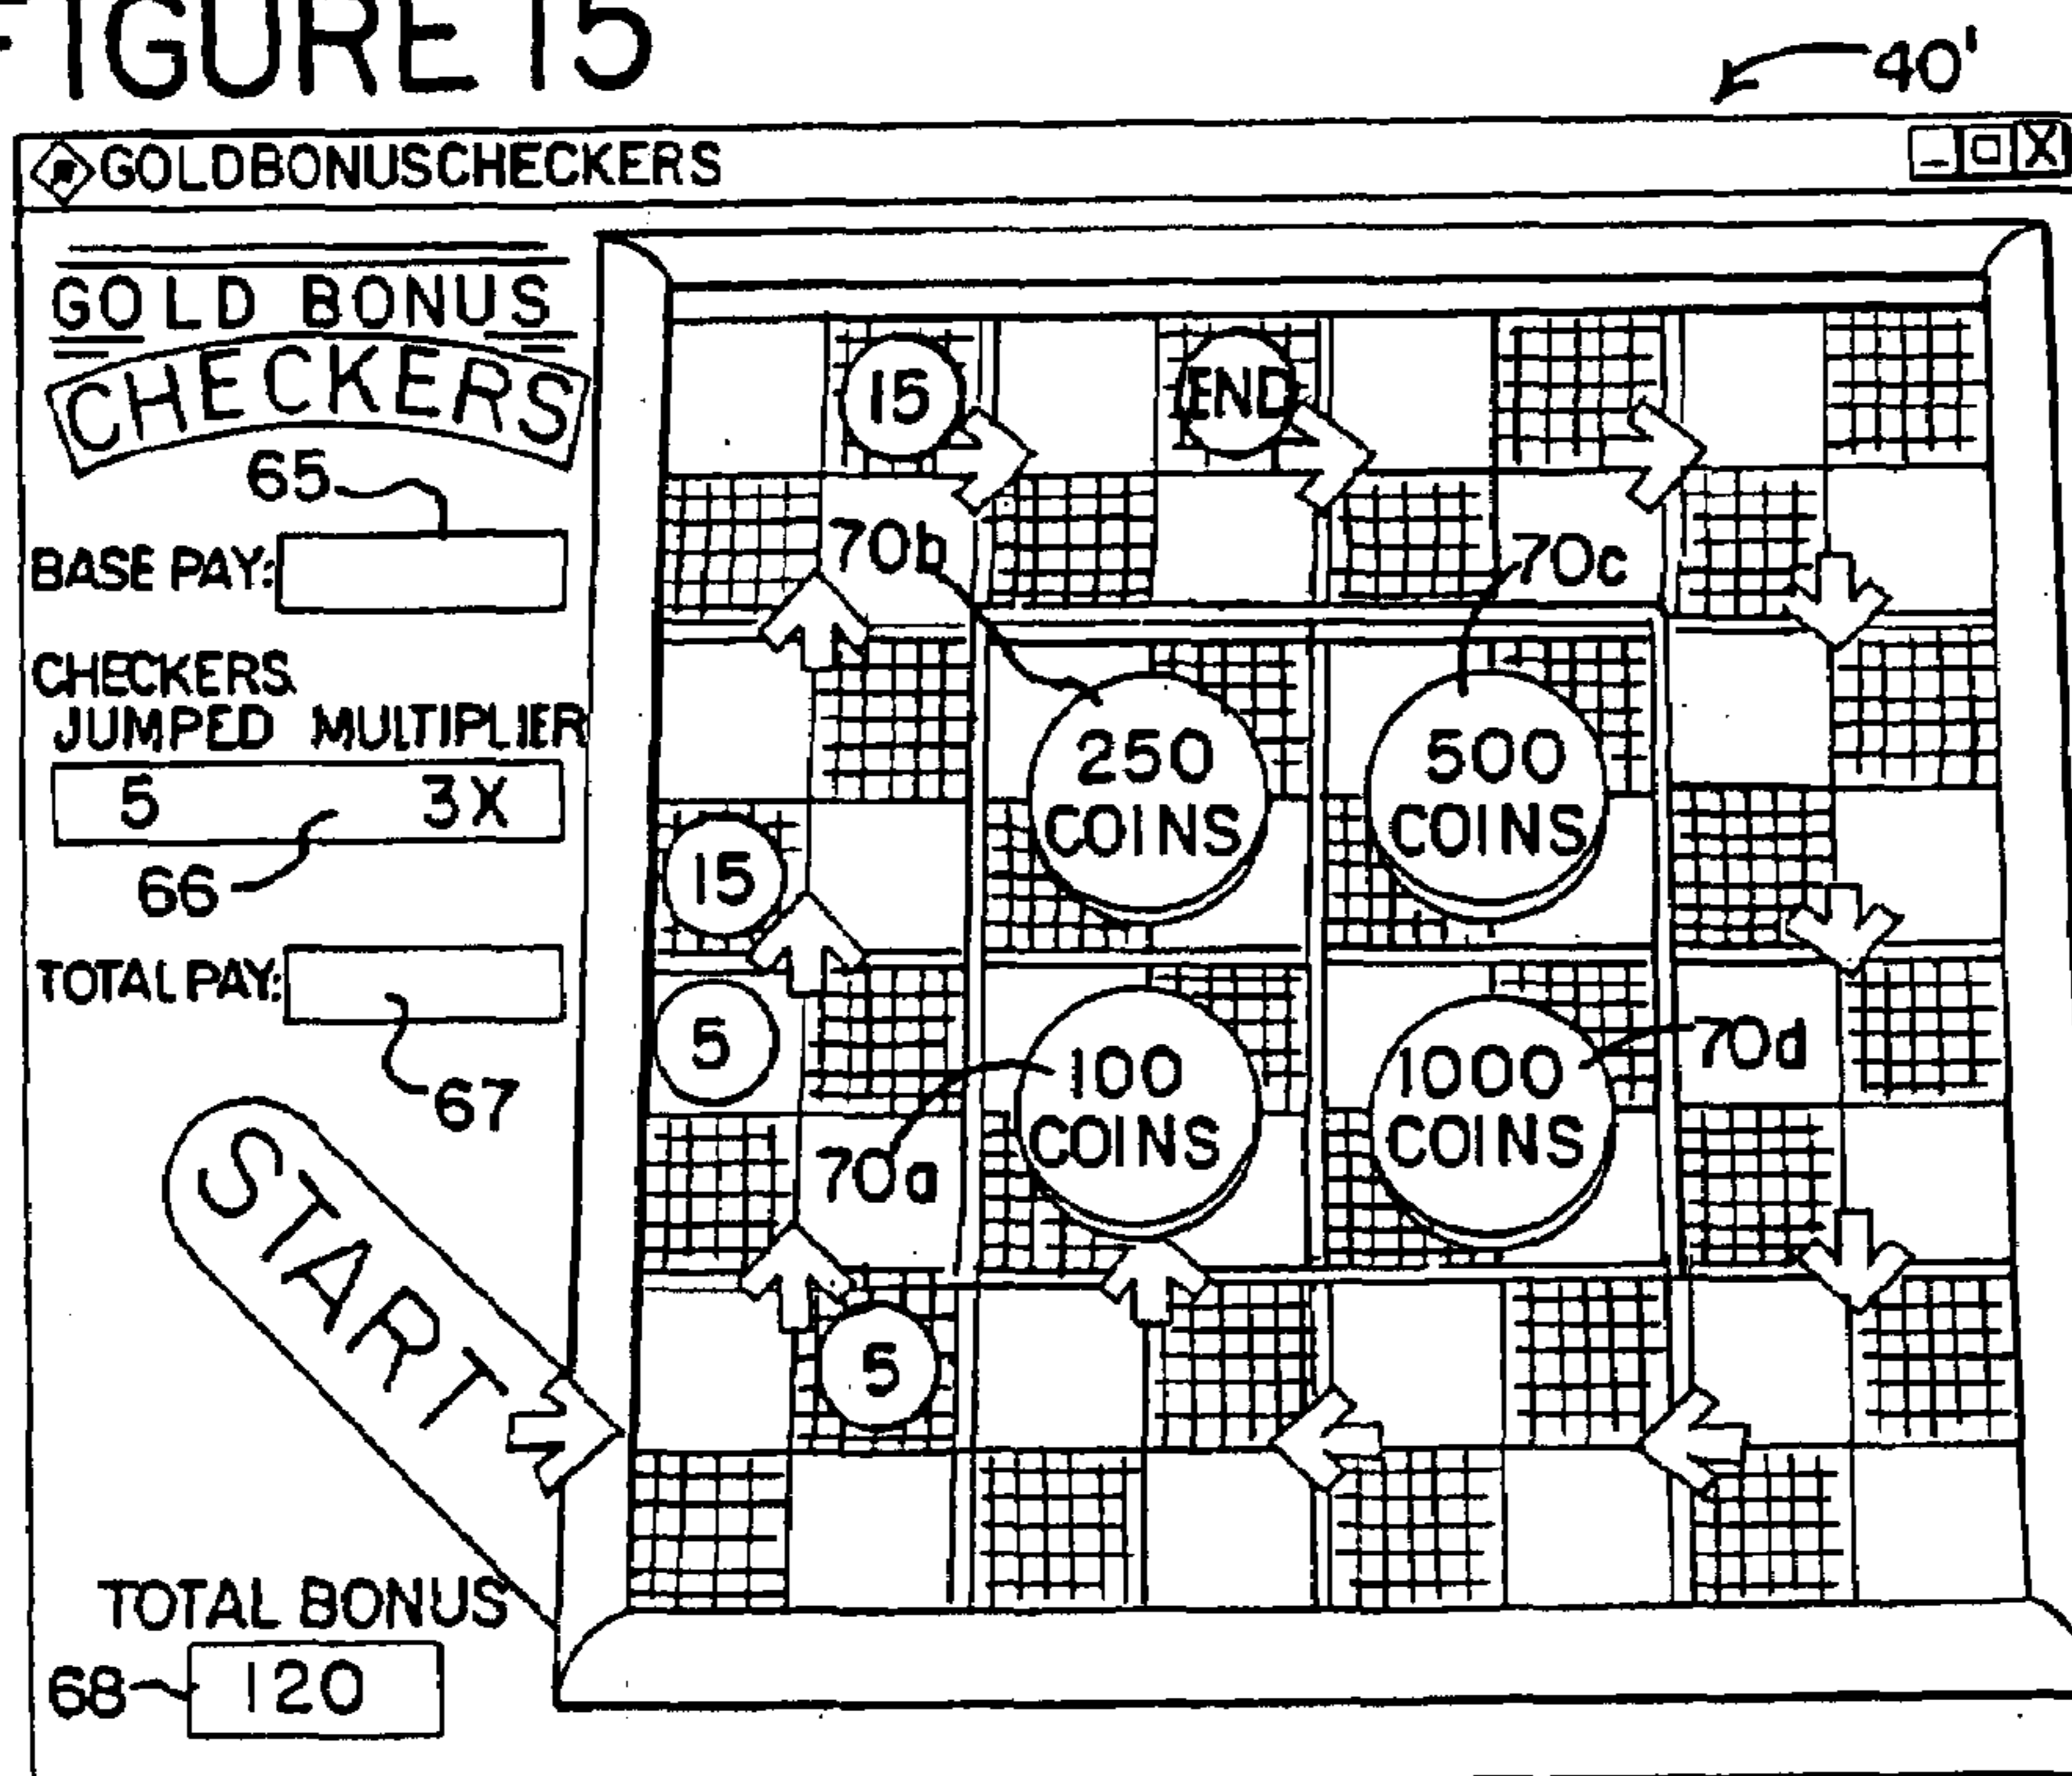 FIGURE 15
40'
GOLDBONUSCHECKERS
GOLD BONUS
CHECKERS
65
BASE PAY:
CHECKERS
JUMPED MULTIPLIER
5 3X
66
TOTAL PAY:
67
START
TOTAL BONUS
68 120
15 END
70b 70c
250
COINS
500
COINS
15
5
100
COINS
1000
COINS
70d
70a
5